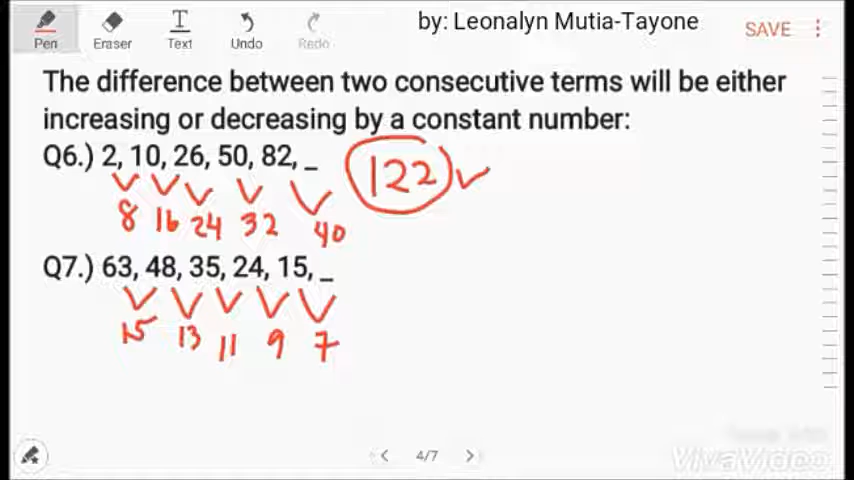 by: Leonalyn Mutia-Tayone
Pen Eraser Text Undo Redo SAVE
The difference between two consecutive terms will be either
increasing or decreasing by a constant number:
Q6.) 2, 10, 26, 50, 82, _ 122
8 16 24 32 40
Q7.) 63, 48, 35, 24, 15, _
15 13 11 9 7
4/7
VivaVideo